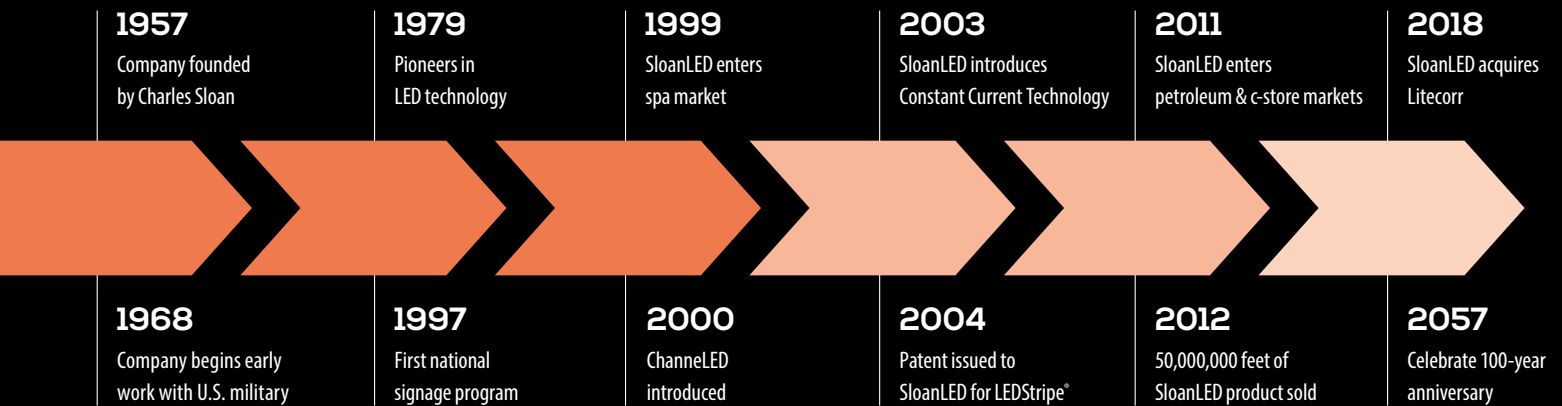 1957
Company founded
by Charles Sloan
1979
Pioneers in
LED technology
1999
SloanLED enters
spa market
2003
SloanLED introduces
Constant Current Technology
2011
SloanLED enters
petroleum & c-store markets
2018
SloanLED acquires
Litecorr
1968
Company begins early
work with U.S. military
1997
First national
signage program
2000
ChanneLED
introduced
2004
Patent issued to
SloanLED for LEDStripe®
2012
50,000,000 feet of
SloanLED product sold
2057
Celebrate 100-year
anniversary